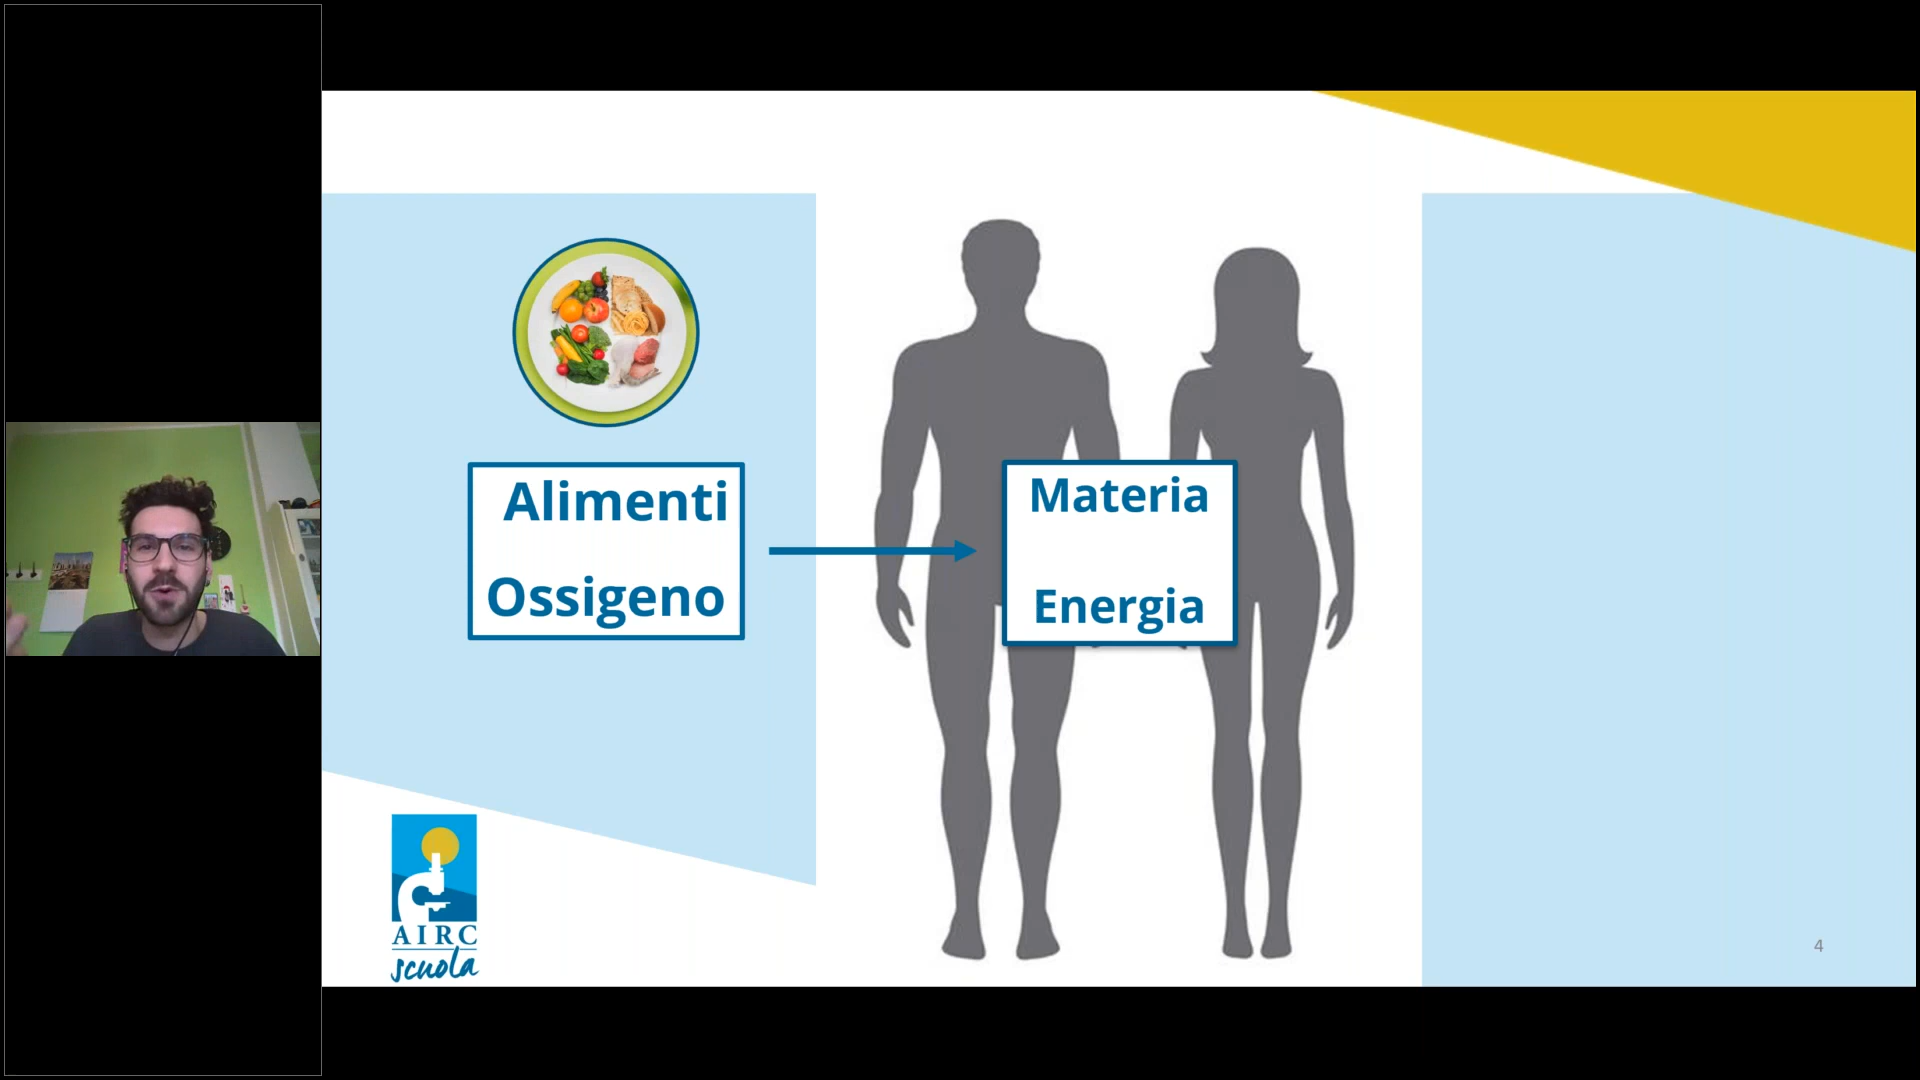 Alimenti
Ossigeno
Materia
Energia
AIRC
scuola
4